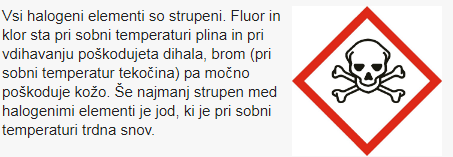 Vsi halogeni elementi so strupeni. Fluor in
klor sta pri sobni temperaturi plina in pri
vdihavanju poškodujeta dihala, brom (pri
sobni temperatur tekočina) pa močno
poškoduje kožo. Še najmanj strupen med
halogenimi elementi je jod, ki je pri sobni
temperaturi trdna snov.